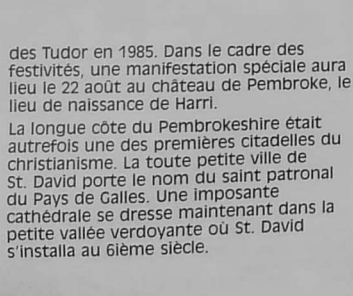 des Tudor en 1985. Dans le cadre des
festivités, une manifestation spéciale aura
lieu le 22 août au château de Pembroke, le
lieu de naissance de Harri.
La longue côte du Pembrokeshire était
autrefois une des premières citadelles du
christianisme. La toute petite ville de
St. David porte le nom du saint patronal
du Pays de Galles. Une imposante
cathédrale se dresse maintenant dans la
petite vallée verdoyante où St. David
s'installa au 6ième siècle.